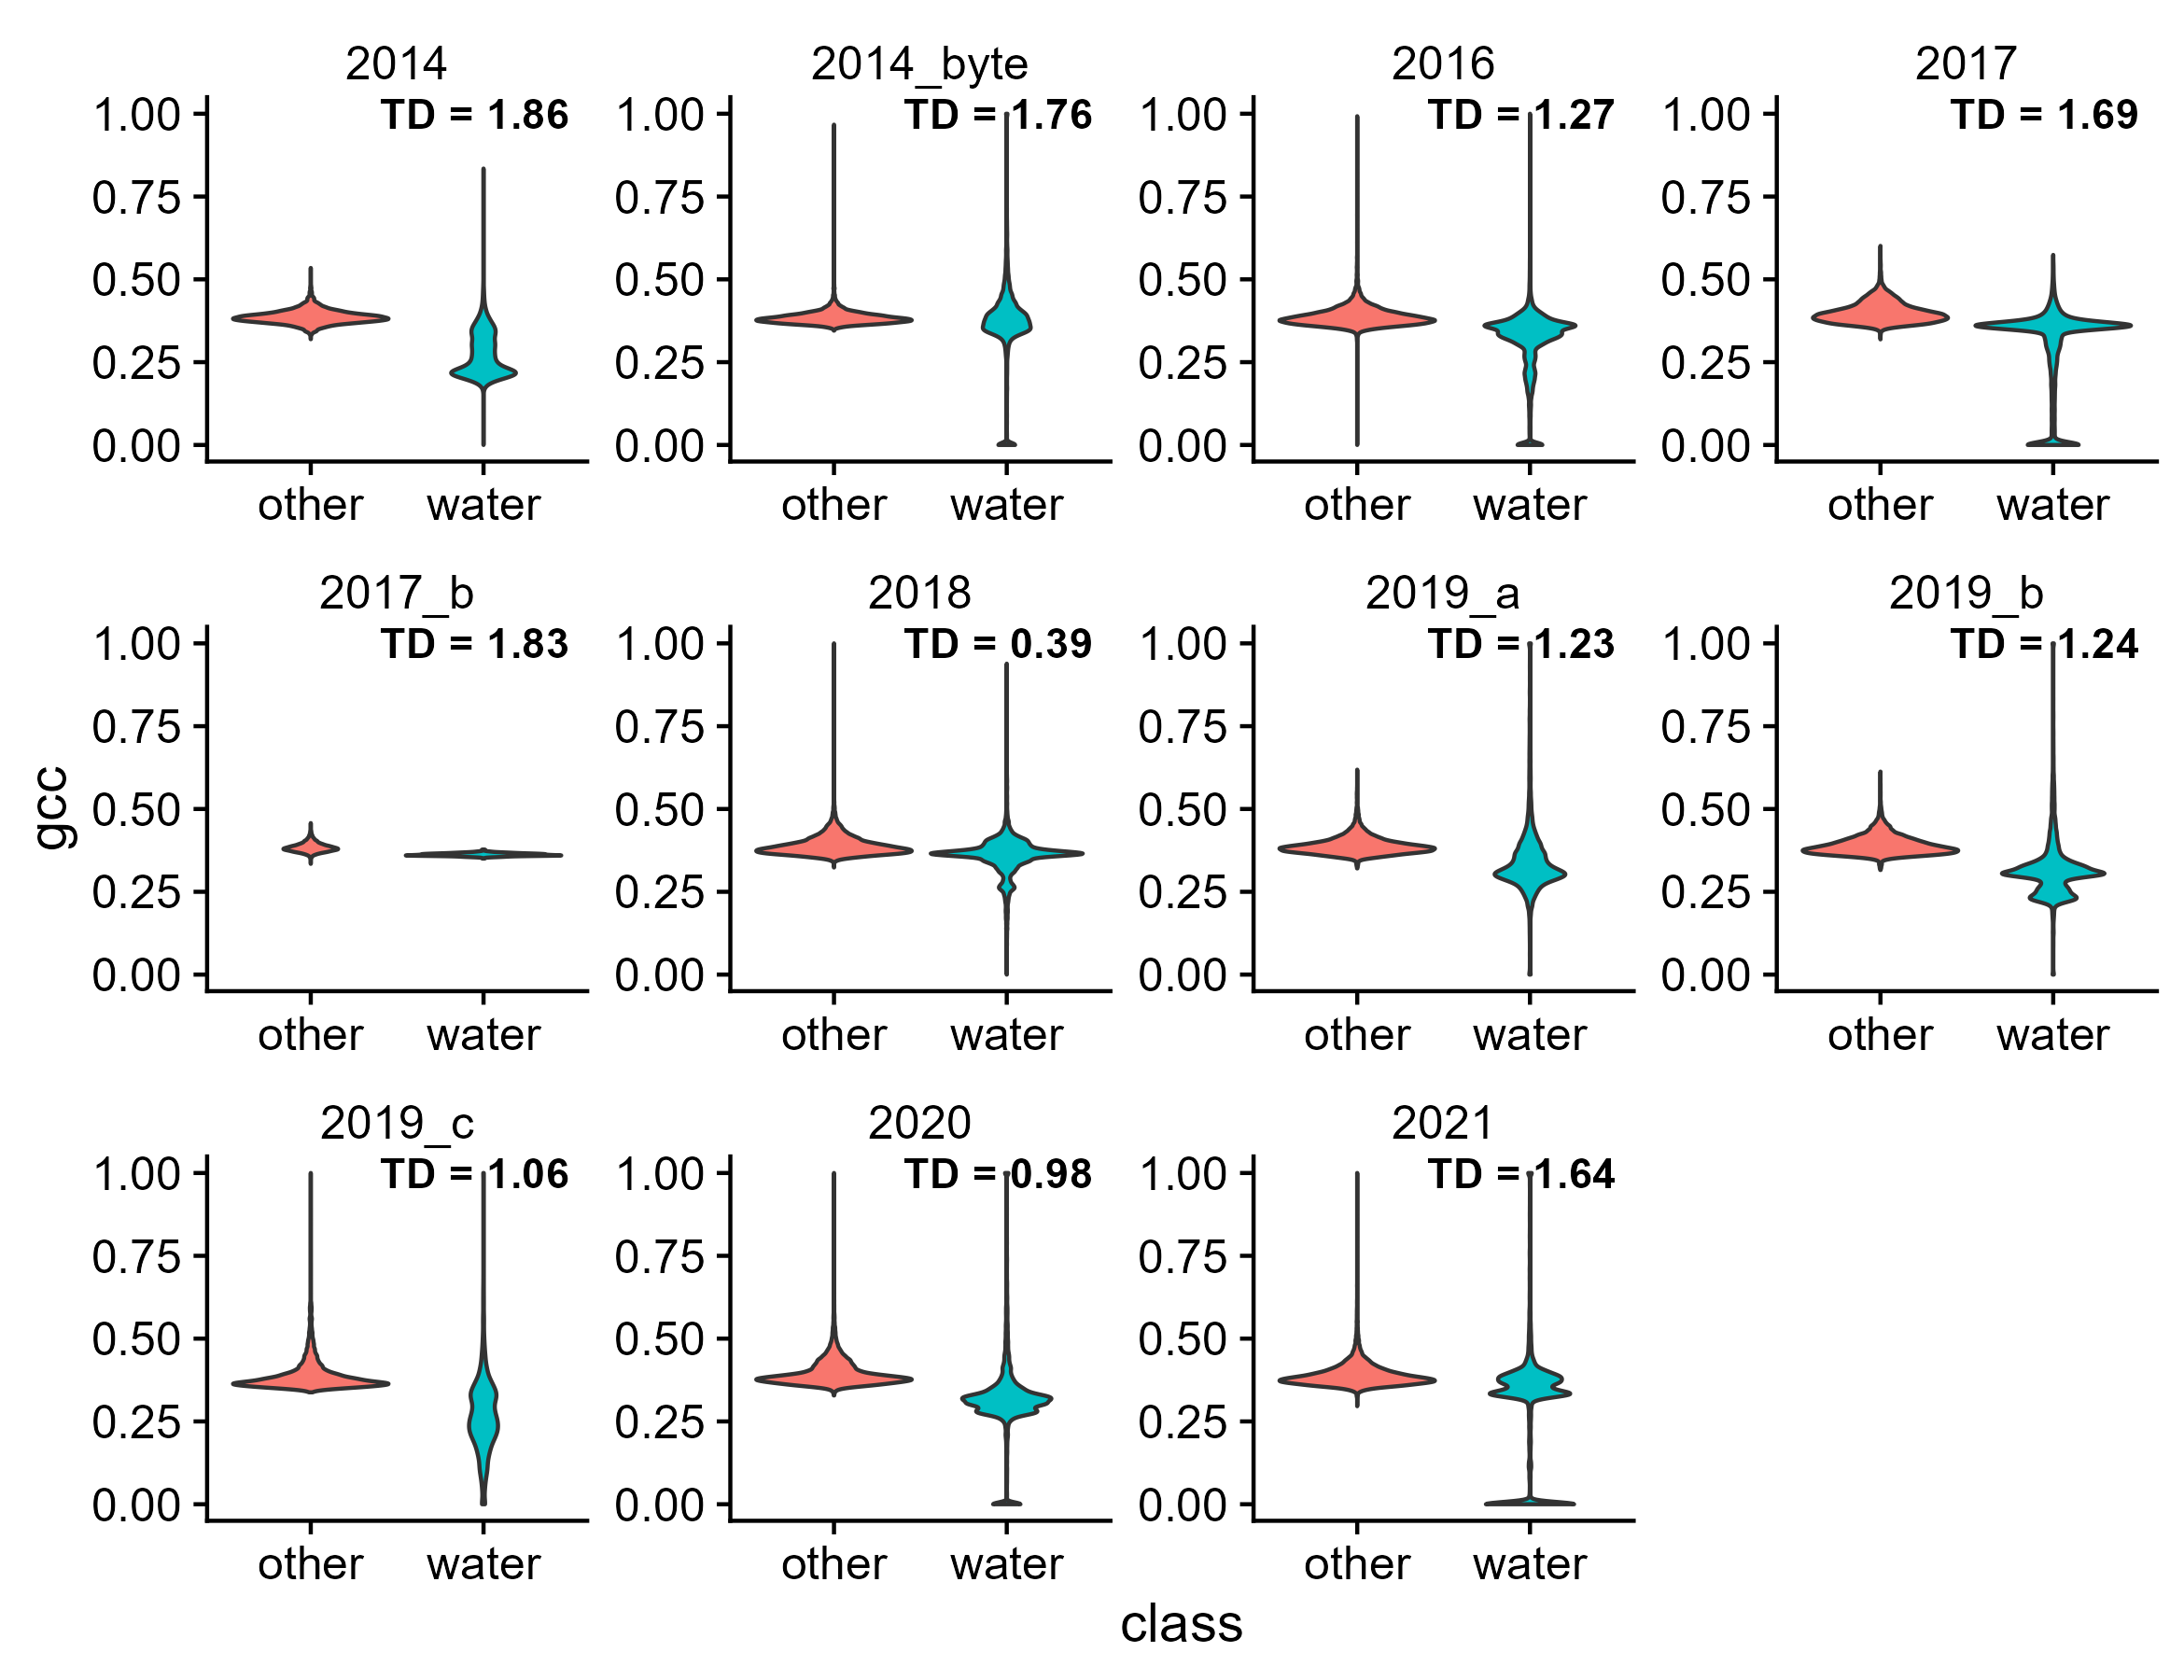 2014 2014_byte 2016 2017
TD = 1.86 TD = 1.76 TD = 1.27 TD = 1.69
1.00 1.00 1.00 1.00
0.75 0.75 0.75 0.75
0.50 0.50 0.50 0.50
0.25 0.25 0.25 0.25
0.00 0.00 0.00 0.00
other water other water other water other water
2017_b 2018 2019_a 2019_b
TD = 1.83 TD = 0.39 TD = 1.23 TD = 1.24
1.00 1.00 1.00 1.00
0.75 0.75 0.75 0.75
gcc
0.50 0.50 0.50 0.50
0.25 0.25 0.25 0.25
0.00 0.00 0.00 0.00
other water other water other water other water
2019_c 2020 2021
TD = 1.06 TD = 0.98 TD = 1.64
1.00 1.00 1.00
0.75 0.75 0.75
0.50 0.50 0.50
0.25 0.25 0.25
0.00 0.00 0.00
other water other water other water
class